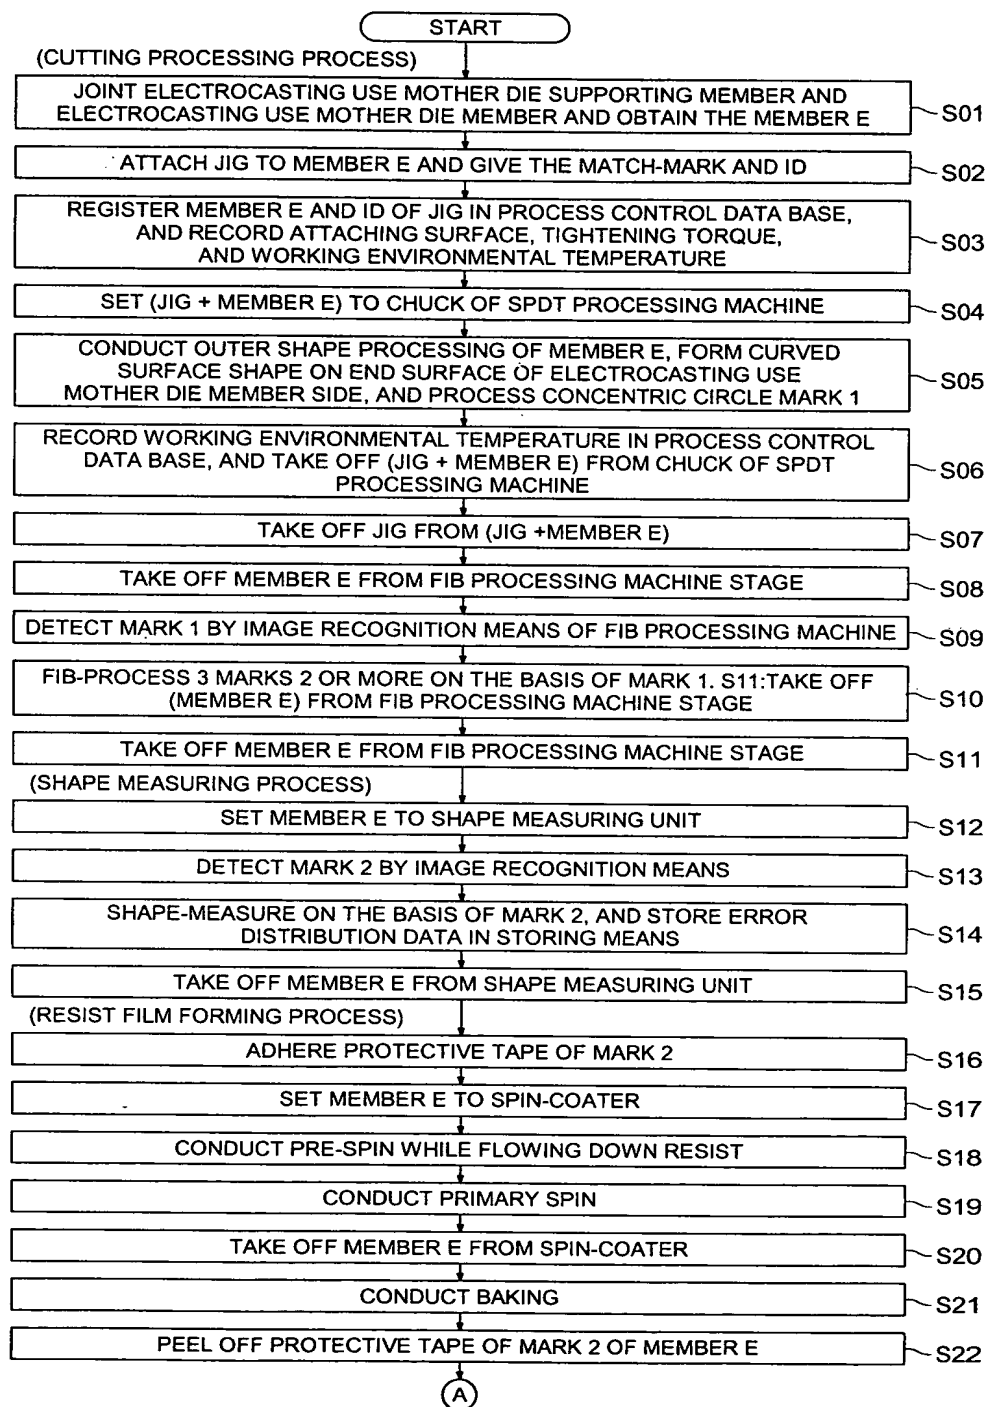 START
(CUTTING PROCESSING PROCESS)
JOINT ELECTROCASTING USE MOTHER DIE SUPPORTING MEMBER AND
ELECTROCASTING USE MOTHER DIE MEMBER AND OBTAIN THE MEMBER E
S01
ATTACH JIG TO MEMBER E AND GIVE THE MATCH-MARK AND ID
S02
REGISTER MEMBER E AND ID OF JIG IN PROCESS CONTROL DATA BASE,
AND RECORD ATTACHING SURFACE, TIGHTENING TORQUE,
AND WORKING ENVIRONMENTAL TEMPERATURE
S03
SET (JIG + MEMBER E) TO CHUCK OF SPDT PROCESSING MACHINE
S04
CONDUCT OUTER SHAPE PROCESSING OF MEMBER E, FORM CURVED
SURFACE SHAPE ON END SURFACE OF ELECTROCASTING USE
MOTHER DIE MEMBER SIDE, AND PROCESS CONCENTRIC CIRCLE MARK 1
S05
RECORD WORKING ENVIRONMENTAL TEMPERATURE IN PROCESS CONTROL
DATA BASE, AND TAKE OFF (JIG + MEMBER E) FROM CHUCK OF SPDT
PROCESSING MACHINE
S06
TAKE OFF JIG FROM (JIG +MEMBER E)
S07
TAKE OFF MEMBER E FROM FIB PROCESSING MACHINE STAGE
S08
DETECT MARK 1 BY IMAGE RECOGNITION MEANS OF FIB PROCESSING MACHINE
S09
FIB-PROCESS 3 MARKS 2 OR MORE ON THE BASIS OF MARK 1. S11:TAKE OFF
(MEMBER E) FROM FIB PROCESSING MACHINE STAGE
S10
TAKE OFF MEMBER E FROM FIB PROCESSING MACHINE STAGE
S11
(SHAPE MEASURING PROCESS)
SET MEMBER E TO SHAPE MEASURING UNIT
S12
DETECT MARK 2 BY IMAGE RECOGNITION MEANS
S13
SHAPE-MEASURE ON THE BASIS OF MARK 2, AND STORE ERROR
DISTRIBUTION DATA IN STORING MEANS
S14
TAKE OFF MEMBER E FROM SHAPE MEASURING UNIT
S15
(RESIST FILM FORMING PROCESS)
ADHERE PROTECTIVE TAPE OF MARK 2
S16
SET MEMBER E TO SPIN-COATER
S17
CONDUCT PRE-SPIN WHILE FLOWING DOWN RESIST
S18
CONDUCT PRIMARY SPIN
S19
TAKE OFF MEMBER E FROM SPIN-COATER
S20
CONDUCT BAKING
S21
PEEL OFF PROTECTIVE TAPE OF MARK 2 OF MEMBER E
S22
A